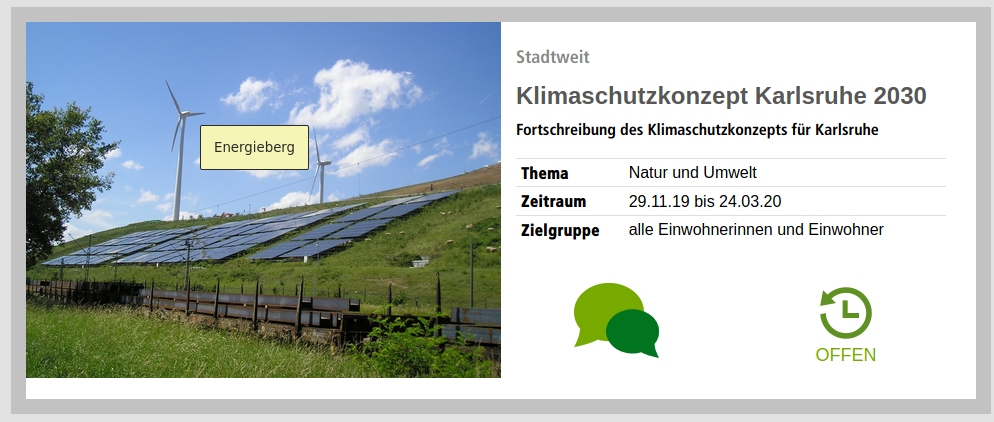 Energieberg
Stadtweit
Klimaschutzkonzept Karlsruhe 2030
Fortschreibung des Klimaschutzkonzepts für Karlsruhe
Thema Natur und Umwelt
Zeitraum 29.11.19 bis 24.03.20
Zielgruppe alle Einwohnerinnen und Einwohner
OFFEN